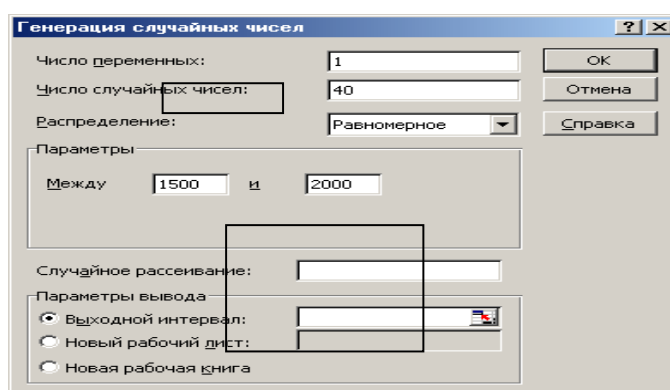 Генерация случайных чисел ? ×
Число переменных: 1 ОК
Число случайных чисел: 40 Отмена
Распределение: Равномерное Справка
Параметры
Между 1500 и 2000
Случайное рассеивание:
Параметры вывода
Выходной интервал:
Новый рабочий лист:
Новая рабочая книга